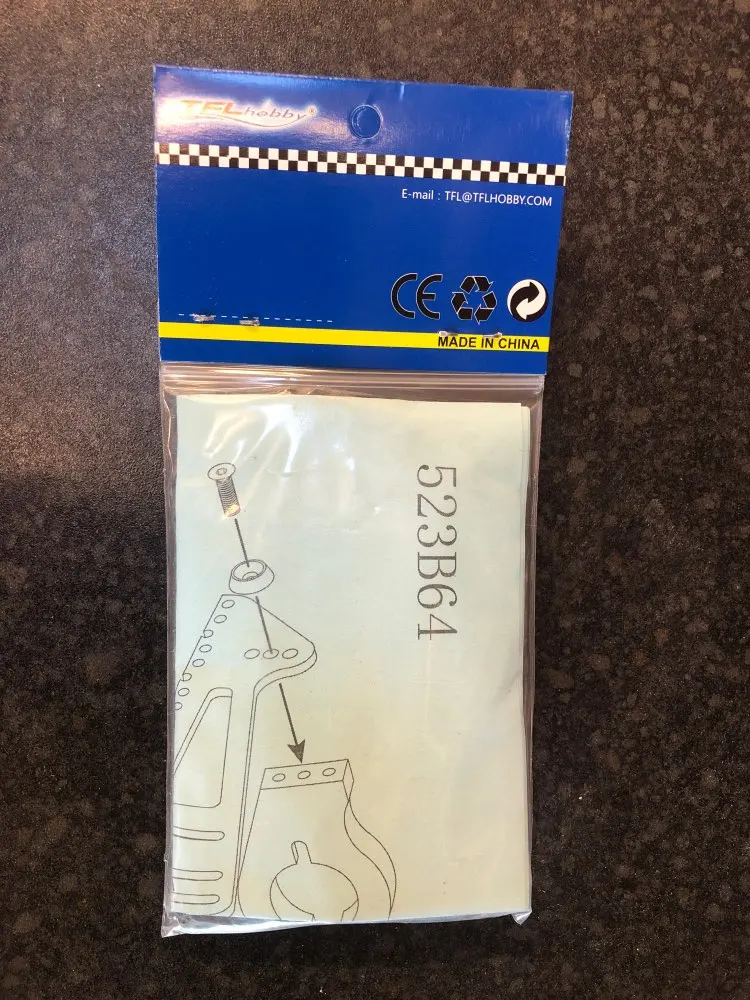 TFLhobby®
E-mail : TFL@TFLHOBBY.COM
CE
MADE IN CHINA
523B64